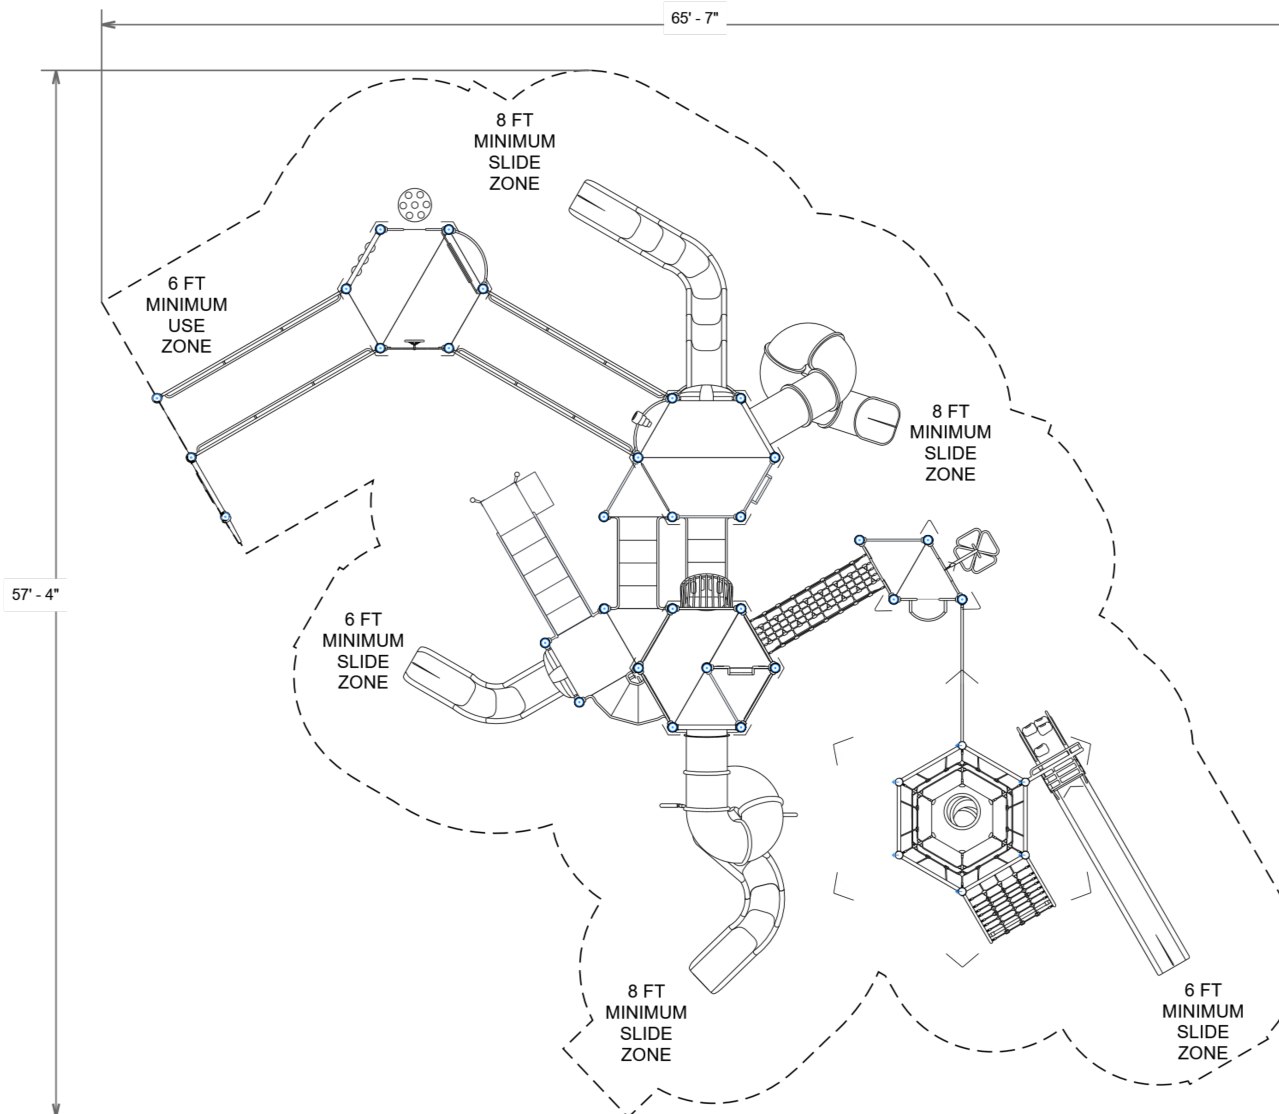 65' - 7"
8 FT
MINIMUM
SLIDE
ZONE
6 FT
MINIMUM
USE
ZONE
8 FT
MINIMUM
SLIDE
ZONE
57' - 4"
6 FT
MINIMUM
SLIDE
ZONE
8 FT
MINIMUM
SLIDE
ZONE
6 FT
MINIMUM
SLIDE
ZONE